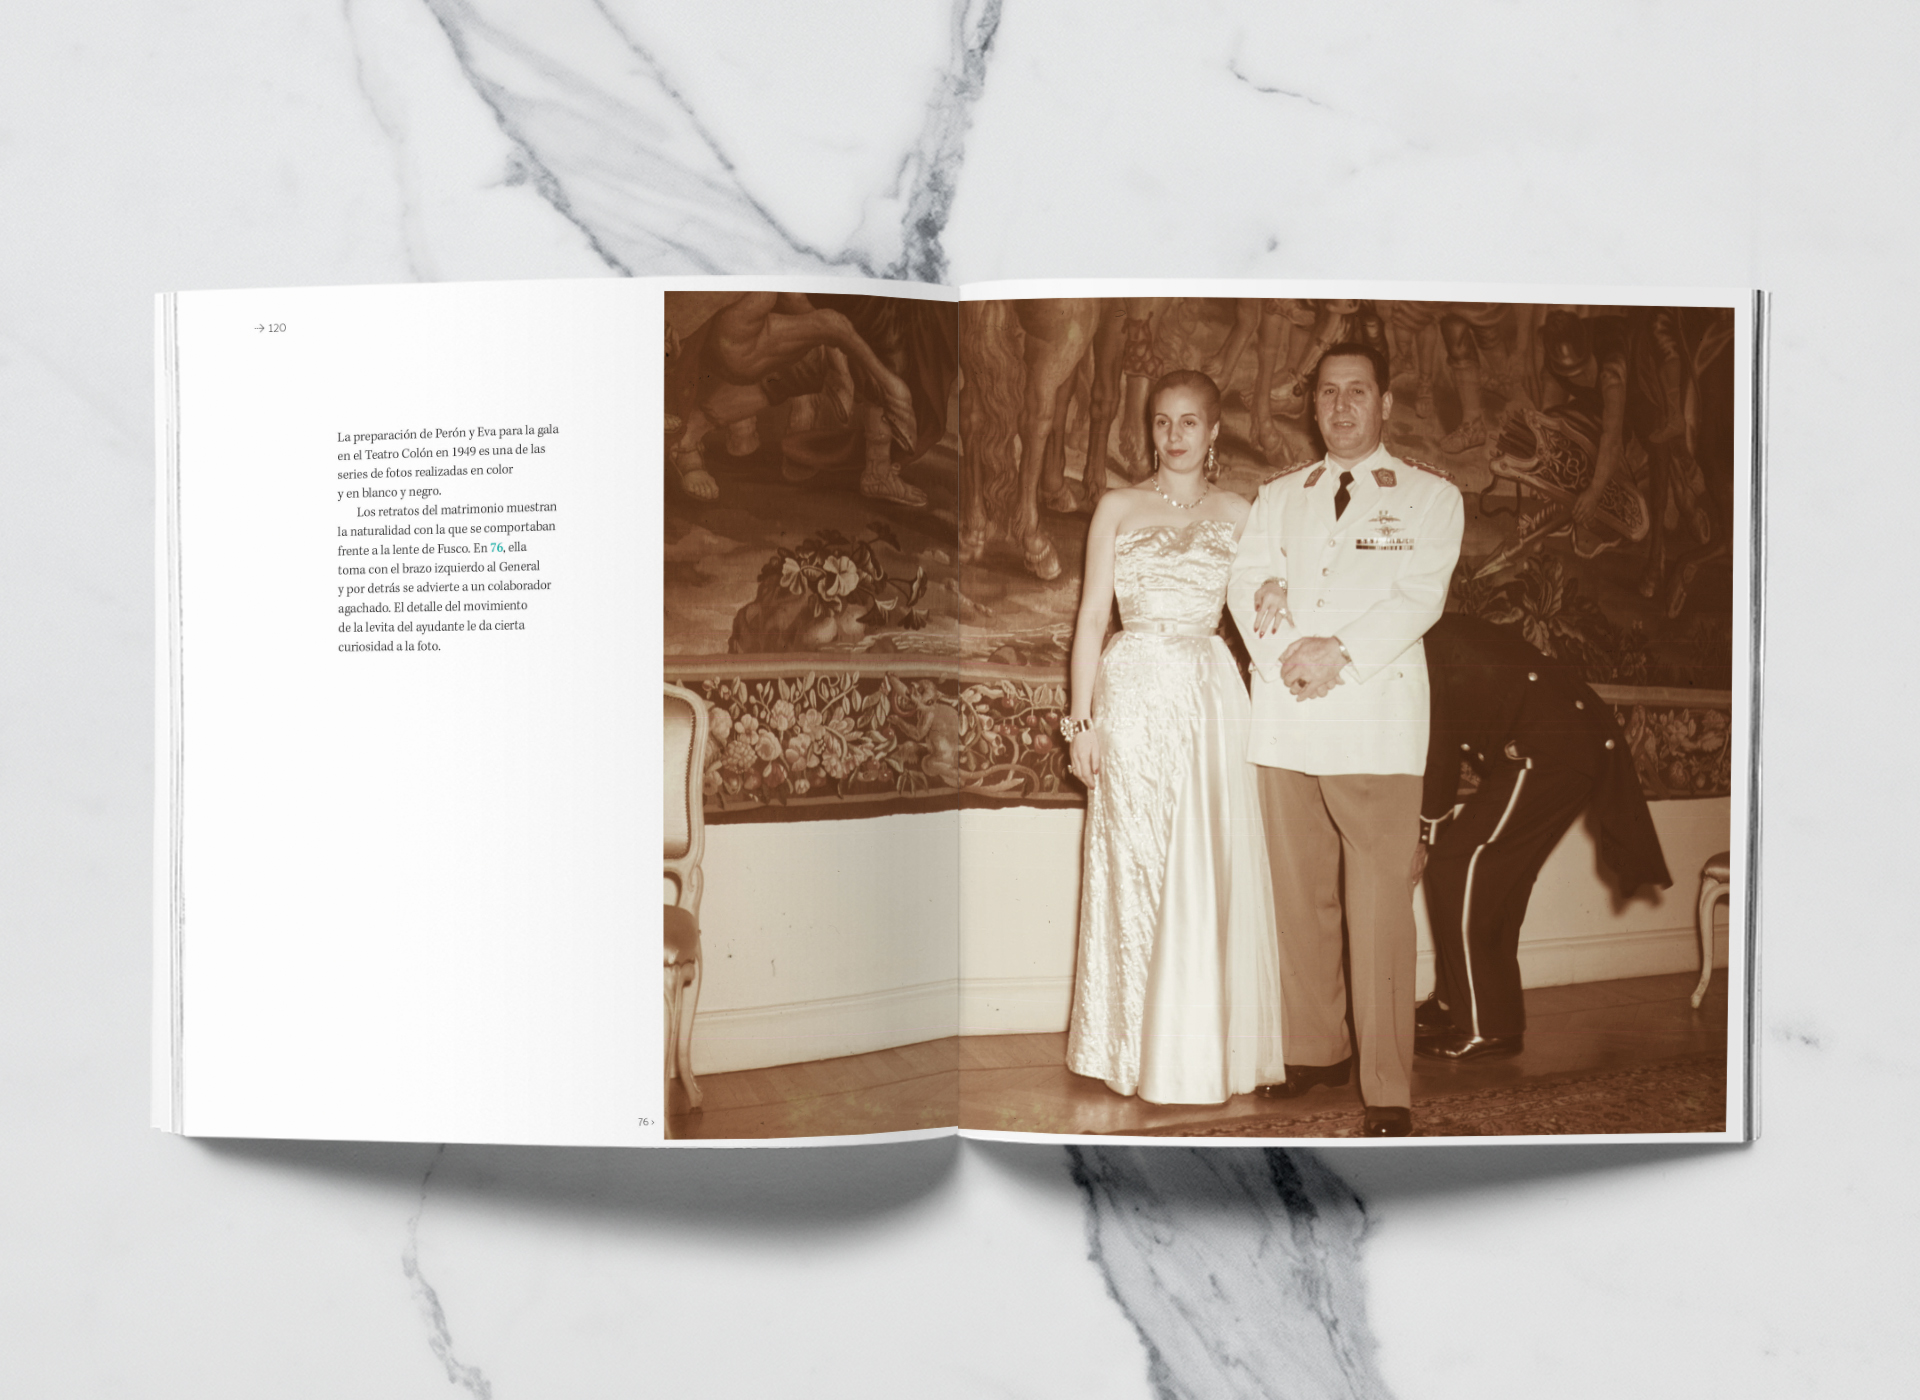 → 120
La preparación de Perón y Eva para la gala
en el Teatro Colón en 1949 es una de las
series de fotos realizadas en color
y en blanco y negro.
Los retratos del matrimonio muestran
la naturalidad con la que se comportaban
frente a la lente de Fusco. En 76, ella
toma con el brazo izquierdo al General
y por detrás se advierte a un colaborador
agachado. El detalle del movimiento
de la levita del ayudante le da cierta
curiosidad a la foto.
76 ›